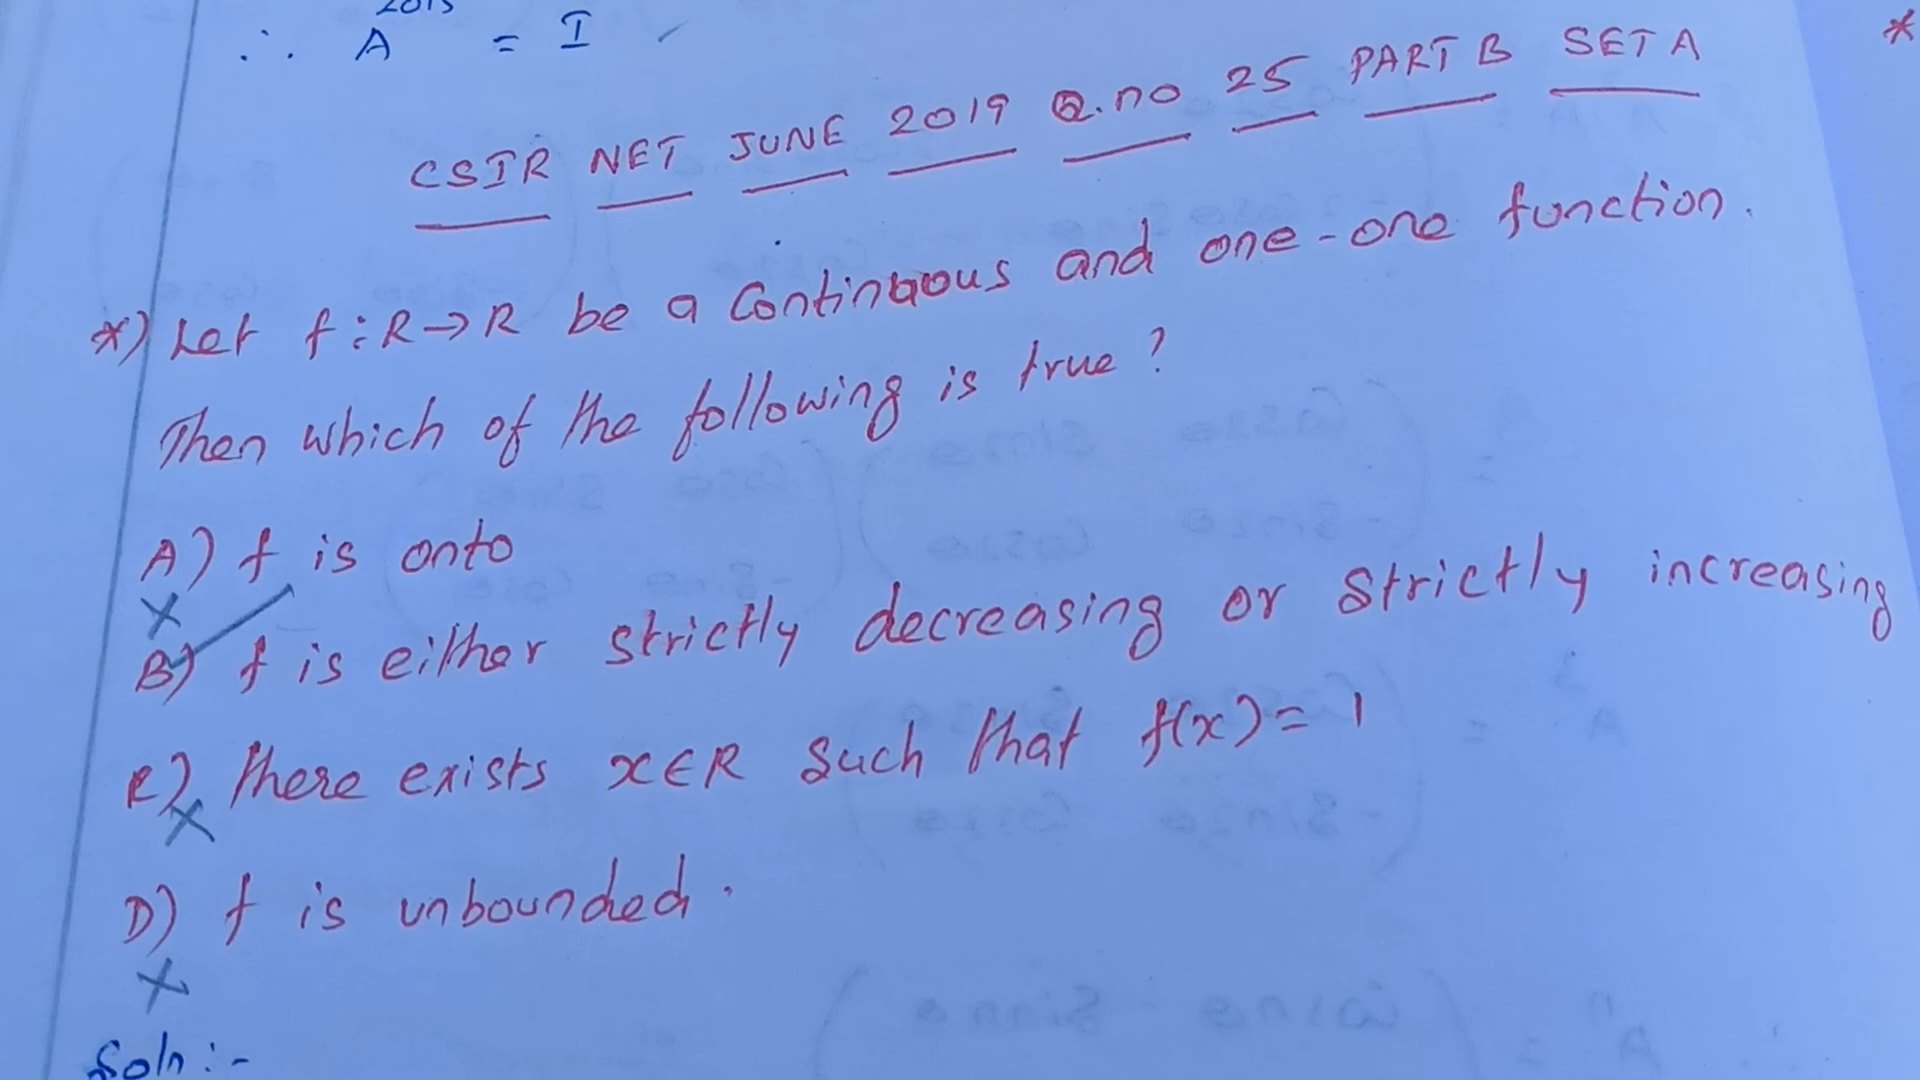 2015
∴ A = I
CSIR NET JUNE 2019 Q.no 25 PART B SET A
*
*) Let f : R → R be a Continuous and one-one function.
Then which of the following is true ?
A) f is onto
B) f is either strictly decreasing or strictly increasing
C) there exists x∈R such that f(x) = 1
D) f is unbounded.
Soln :-